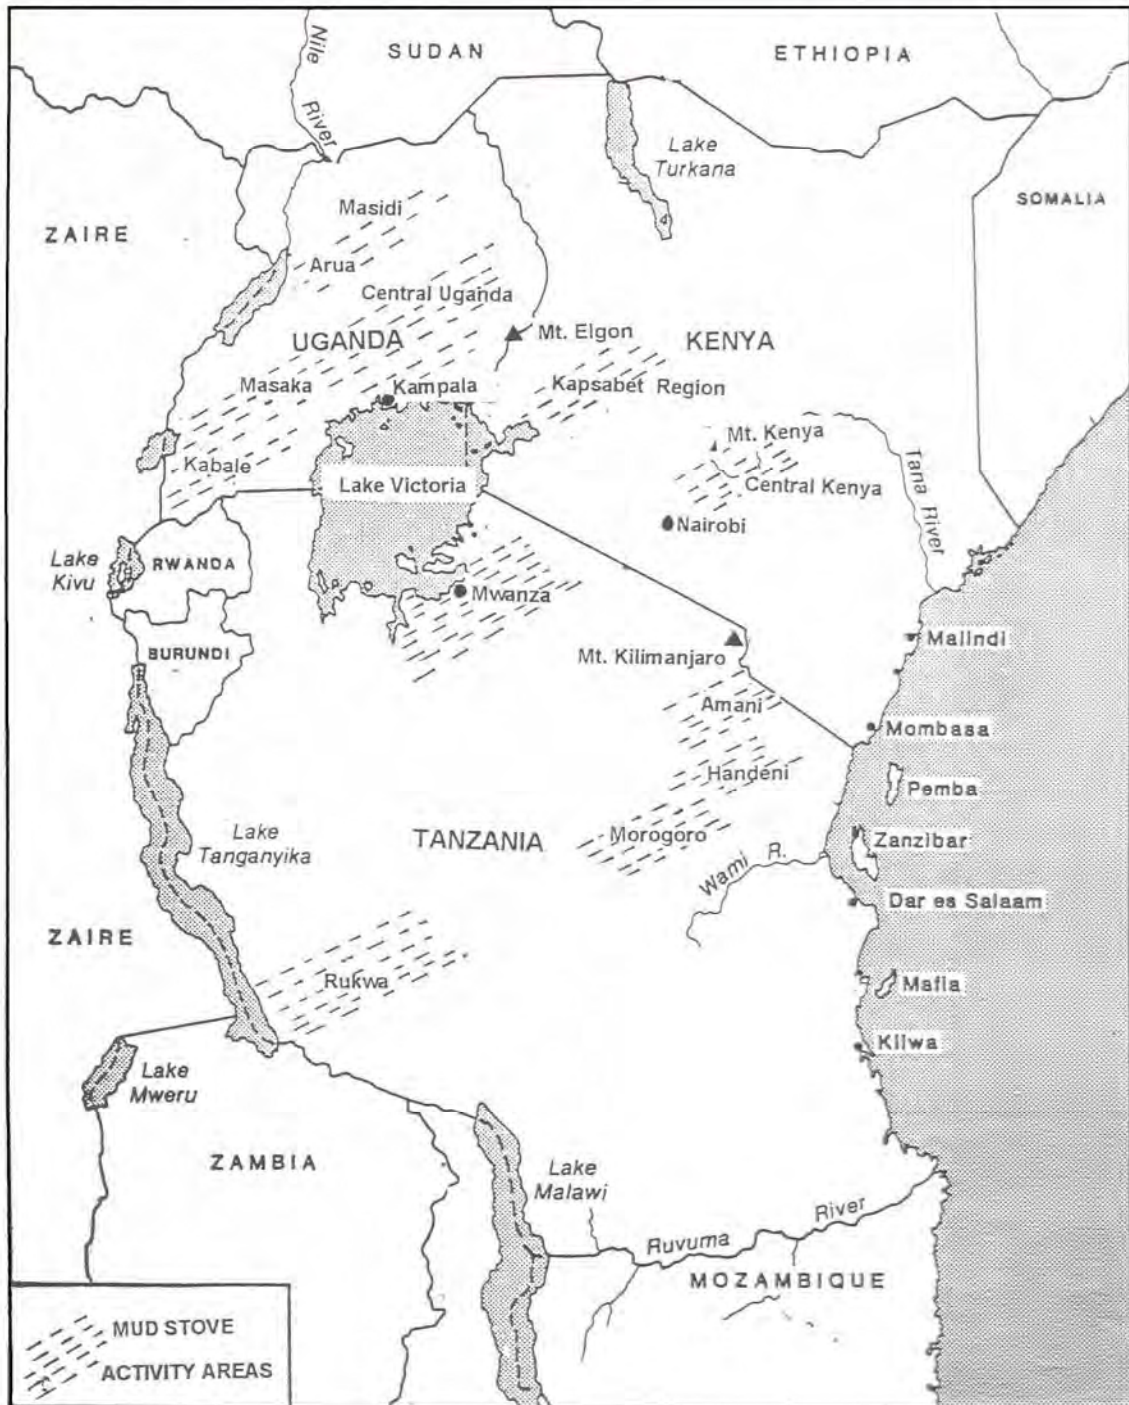 SUDAN
ETHIOPIA
Nile
River
Lake
Turkana
SOMALIA
ZAIRE
Masidi
Arua
Central Uganda
UGANDA
Mt. Elgon
KENYA
Masaka
Kampala
Kapsabet Region
Mt. Kenya
Kabale
Lake Victoria
Central Kenya
Tana River
Nairobi
Lake
Kivu
RWANDA
Mwanza
BURUNDI
Mt. Kilimanjaro
Malindi
Amani
Mombasa
Handeni
Pemba
Lake
Tanganyika
TANZANIA
Morogoro
Zanzibar
Wami R.
Dar es Salaam
ZAIRE
Rukwa
Mafia
Kilwa
Lake
Mweru
ZAMBIA
Lake
Malawi
Ruvuma River
MOZAMBIQUE
MUD STOVE
ACTIVITY AREAS